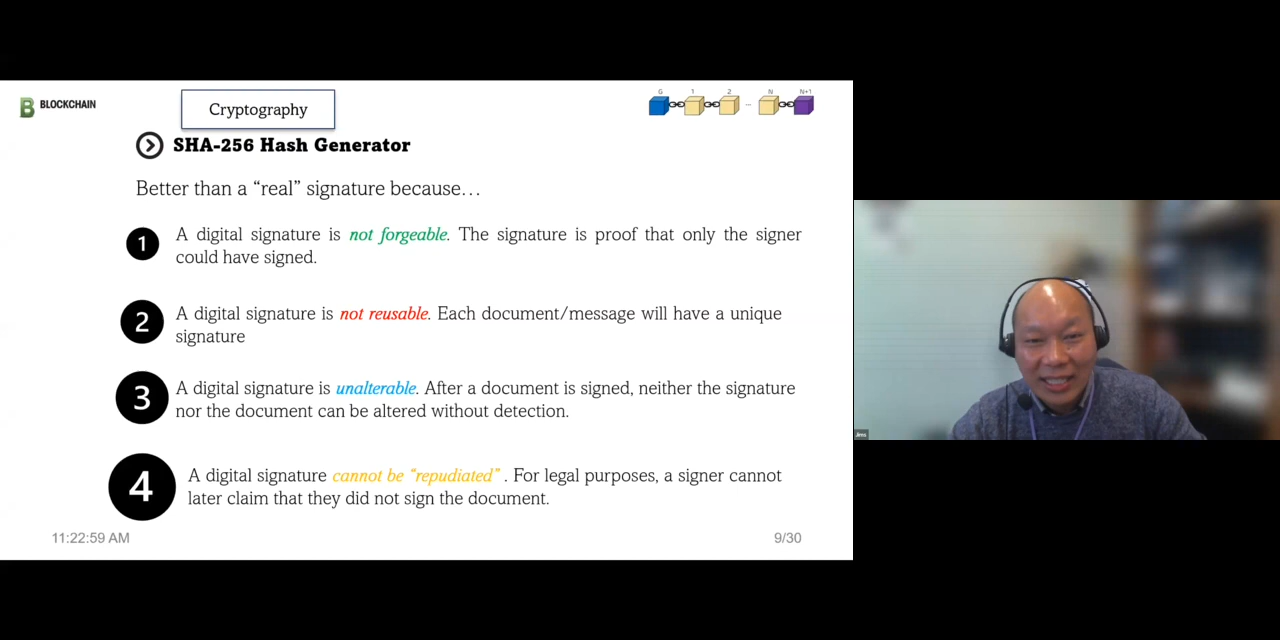 BLOCKCHAIN
Cryptography
G 1 2 ... N N+1
SHA-256 Hash Generator
Better than a “real” signature because…
1 A digital signature is not forgeable. The signature is proof that only the signer
could have signed.
2 A digital signature is not reusable. Each document/message will have a unique
signature
3 A digital signature is unalterable. After a document is signed, neither the signature
nor the document can be altered without detection.
4 A digital signature cannot be “repudiated” . For legal purposes, a signer cannot
later claim that they did not sign the document.
11:22:59 AM
9/30